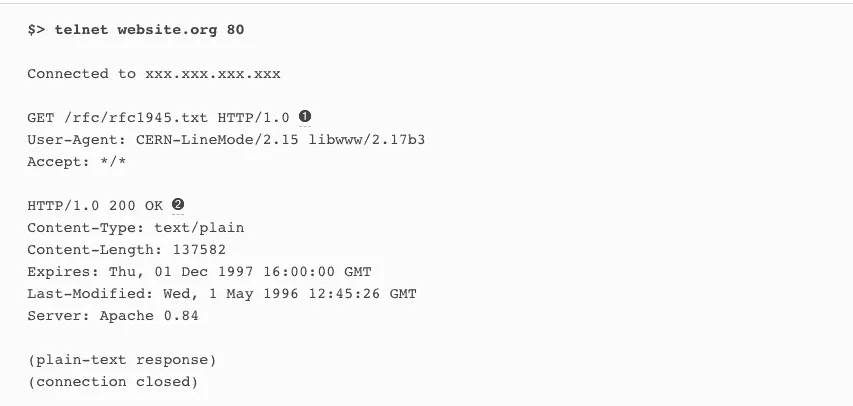 $> telnet website.org 80
Connected to xxx.xxx.xxx.xxx
GET /rfc/rfc1945.txt HTTP/1.0 ❶
User-Agent: CERN-LineMode/2.15 libwww/2.17b3
Accept: */*
HTTP/1.0 200 OK ❷
Content-Type: text/plain
Content-Length: 137582
Expires: Thu, 01 Dec 1997 16:00:00 GMT
Last-Modified: Wed, 1 May 1996 12:45:26 GMT
Server: Apache 0.84
(plain-text response)
(connection closed)